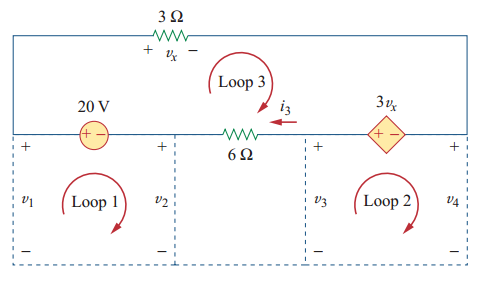 3 Ω
+ vₓ −
Loop 3
20 V
i₃
3vₓ
+ −
+ −
6 Ω
+ + + +
v₁ Loop 1 v₂ v₃ Loop 2 v₄
− − − −